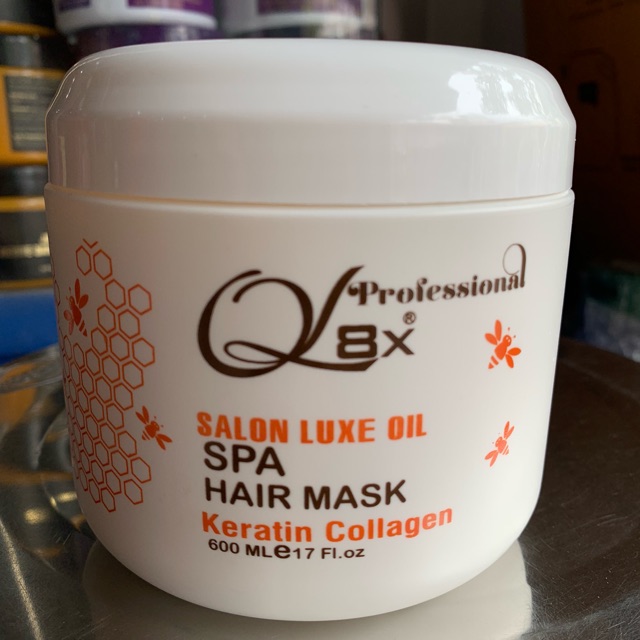 Professional
QL8x®
SALON LUXE OIL
SPA
HAIR MASK
Keratin Collagen
600 ML℮17 Fl.oz